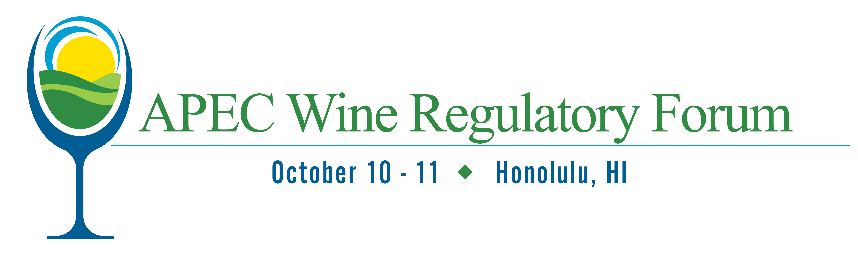 APEC Wine Regulatory Forum
October 10 - 11 ◆ Honolulu, HI